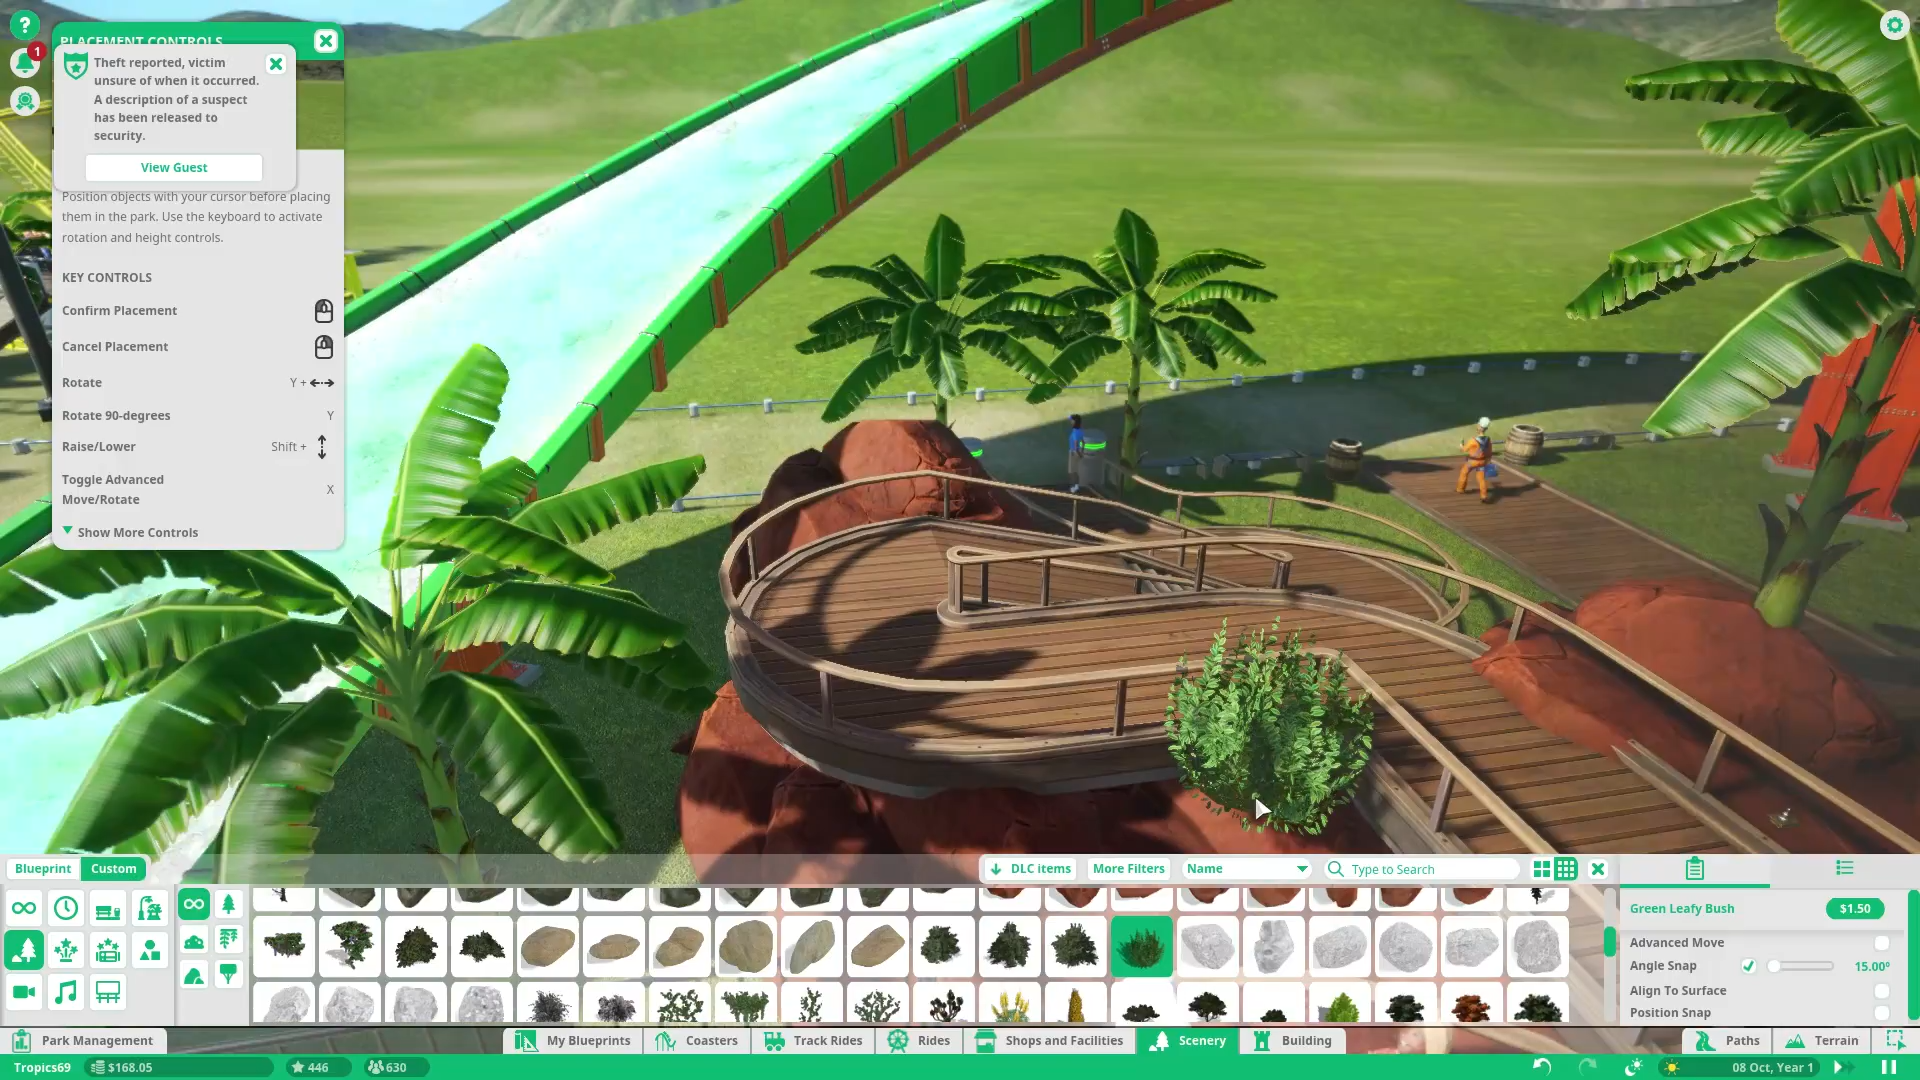 PLACEMENT CONTROLS
1
Theft reported, victim
unsure of when it occurred.
A description of a suspect
has been released to
security.
View Guest
Position objects with your cursor before placing
them in the park. Use the keyboard to activate
rotation and height controls.
KEY CONTROLS
Confirm Placement
Cancel Placement
Rotate Y +
Rotate 90-degrees Y
Raise/Lower Shift +
Toggle Advanced
Move/Rotate X
Show More Controls
Blueprint Custom
DLC items More Filters Name Type to Search
Green Leafy Bush $1.50
Advanced Move
Angle Snap 15.00°
Align To Surface
Position Snap
Park Management My Blueprints Coasters Track Rides Rides Shops and Facilities Scenery Building Paths Terrain
Tropics69 $168.05 446 630 08 Oct, Year 1